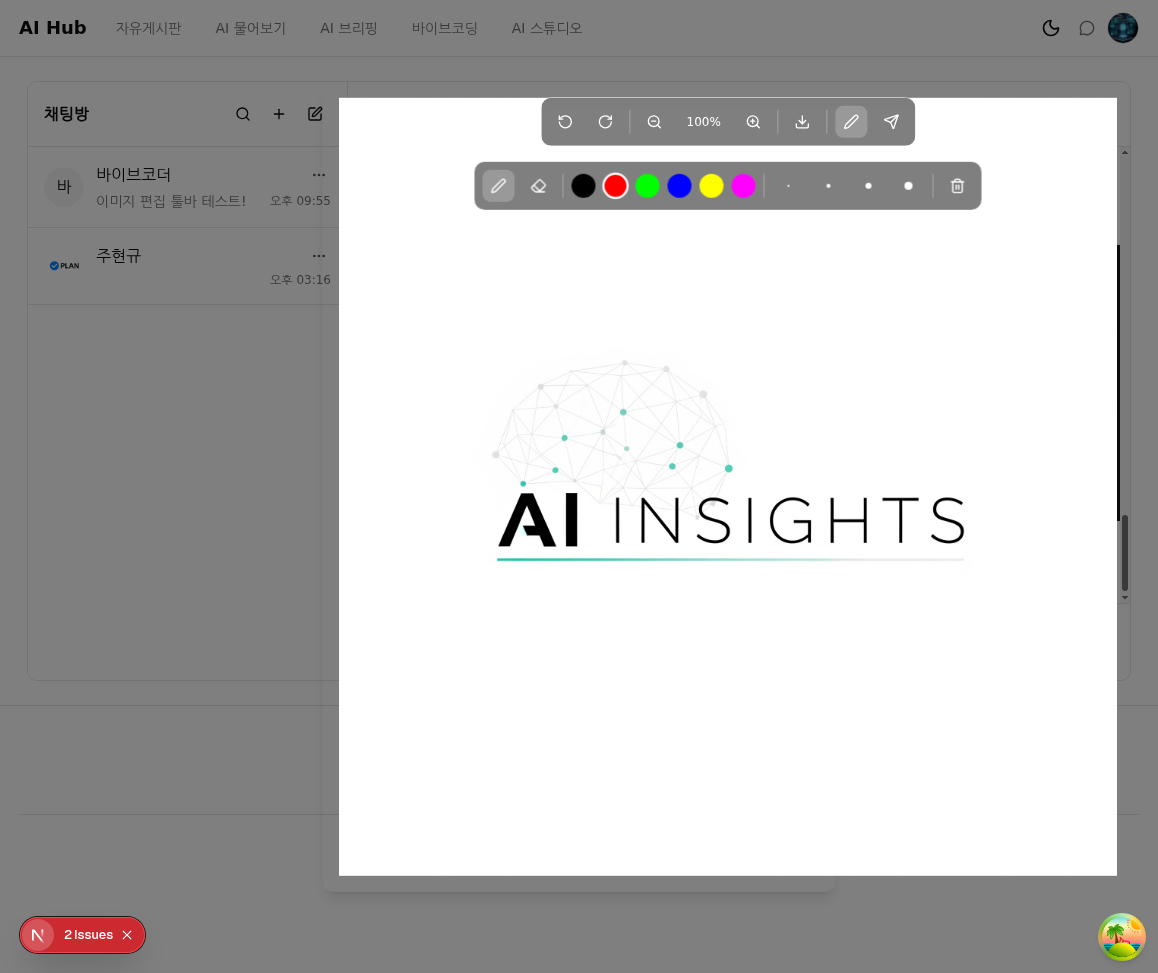 AI Hub
자유게시판
AI 물어보기
AI 브리핑
바이브코딩
AI 스튜디오
채팅방
100%
바
바이브코더
이미지 편집 툴바 테스트!
오후 09:55
PLAN
주현규
오후 03:16
AI INSIGHTS
N
2 Issues